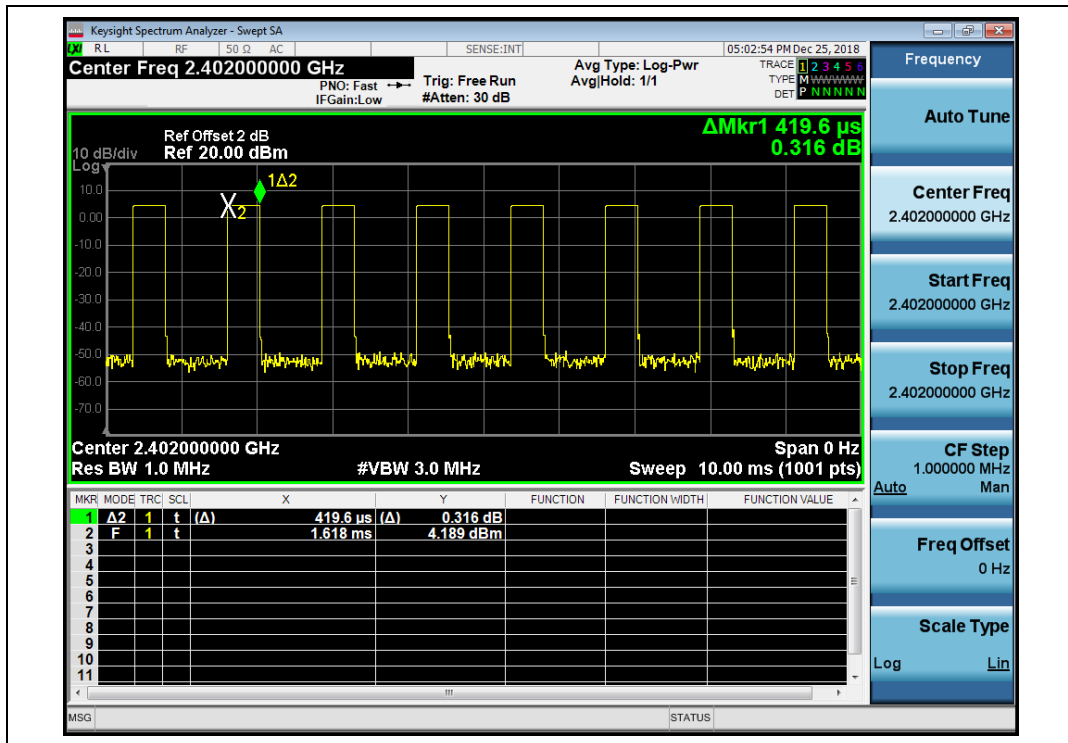 Keysight Spectrum Analyzer - Swept SA
LXI RL RF 50 Ω AC SENSE:INT 05:02:54 PM Dec 25, 2018
Center Freq 2.402000000 GHz
PNO: Fast
IFGain:Low
Trig: Free Run
#Atten: 30 dB
Avg Type: Log-Pwr
Avg|Hold: 1/1
TRACE 1 2 3 4 5 6
TYPE M WWWWW
DET P N N N N N
ΔMkr1 419.6 µs
0.316 dB
Ref Offset 2 dB
10 dB/div Ref 20.00 dBm
Log
10.0
0.00
-10.0
-20.0
-30.0
-40.0
-50.0
-60.0
-70.0
1Δ2
X2
Center 2.402000000 GHz Span 0 Hz
Res BW 1.0 MHz #VBW 3.0 MHz Sweep 10.00 ms (1001 pts)
MKR MODE TRC SCL X Y FUNCTION FUNCTION WIDTH FUNCTION VALUE
1 Δ2 1 t (Δ) 419.6 µs (Δ) 0.316 dB
2 F 1 t 1.618 ms 4.189 dBm
3
4
5
6
7
8
9
10
11
MSG STATUS
Frequency
Auto Tune
Center Freq
2.402000000 GHz
Start Freq
2.402000000 GHz
Stop Freq
2.402000000 GHz
CF Step
1.000000 MHz
Auto Man
Freq Offset
0 Hz
Scale Type
Log Lin